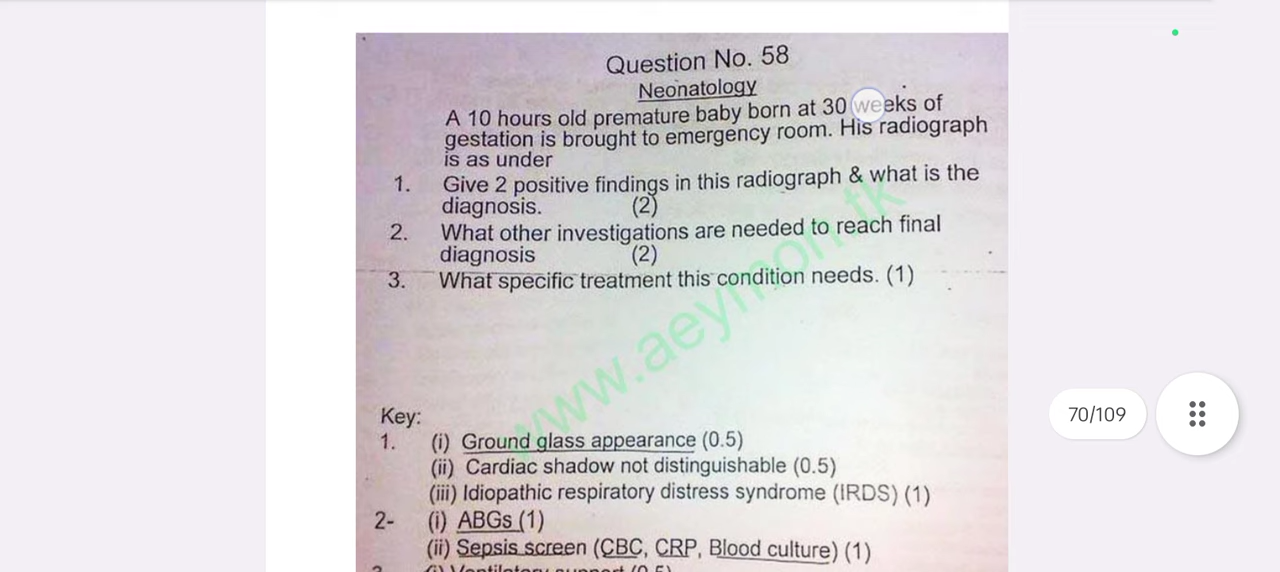 Question No. 58
Neonatology
A 10 hours old premature baby born at 30 weeks of
gestation is brought to emergency room. His radiograph
is as under
1. Give 2 positive findings in this radiograph & what is the
diagnosis. (2)
2. What other investigations are needed to reach final
diagnosis (2)
3. What specific treatment this condition needs. (1)
www.aeymon.tk
Key:
1. (i) Ground glass appearance (0.5)
(ii) Cardiac shadow not distinguishable (0.5)
(iii) Idiopathic respiratory distress syndrome (IRDS) (1)
2- (i) ABGs (1)
(ii) Sepsis screen (CBC, CRP, Blood culture) (1)
70/109